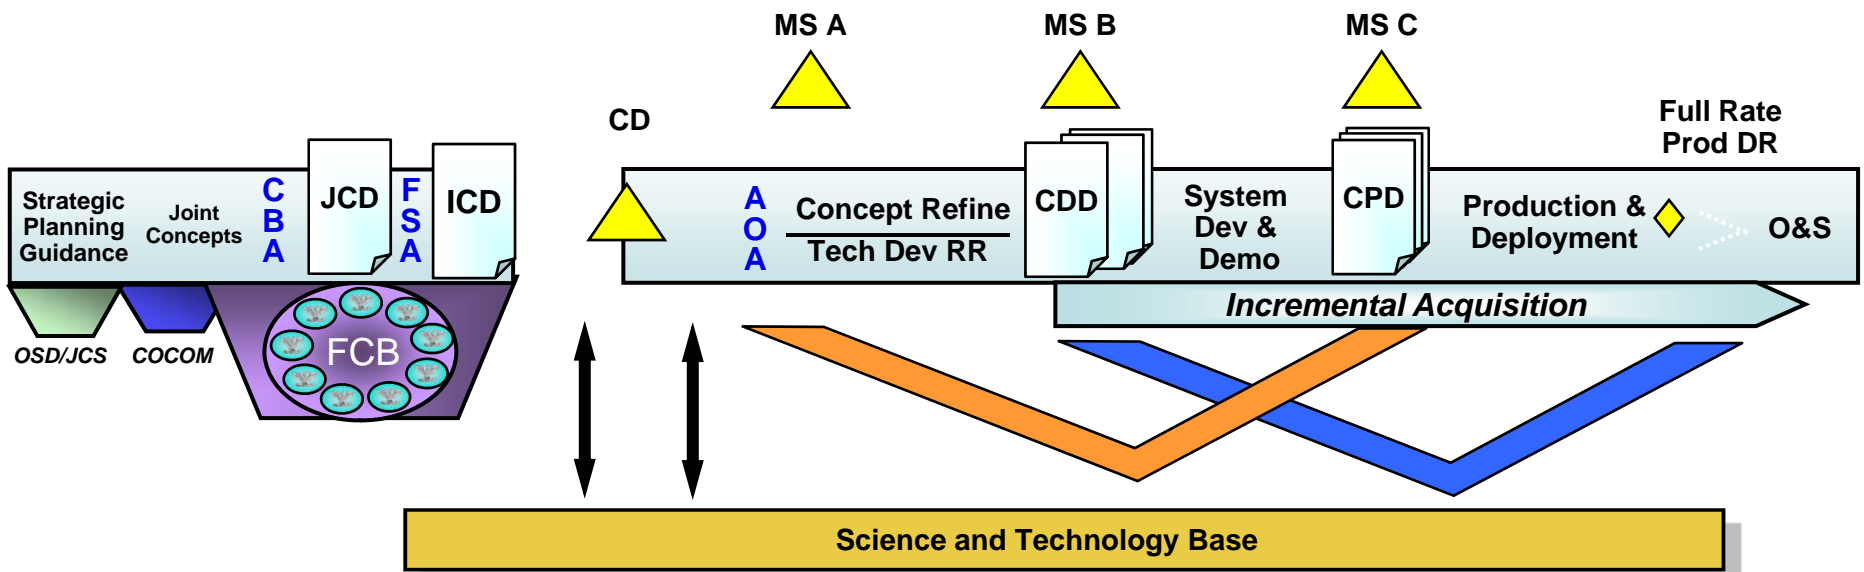 MS A
MS B
MS C
CD
Full Rate
Prod DR
Strategic
Planning
Guidance
Joint
Concepts
C
B
A
JCD
F
S
A
ICD
A
O
A
Concept Refine
Tech Dev RR
CDD
System
Dev &
Demo
CPD
Production &
Deployment
O&S
Incremental Acquisition
OSD/JCS
COCOM
FCB
Science and Technology Base